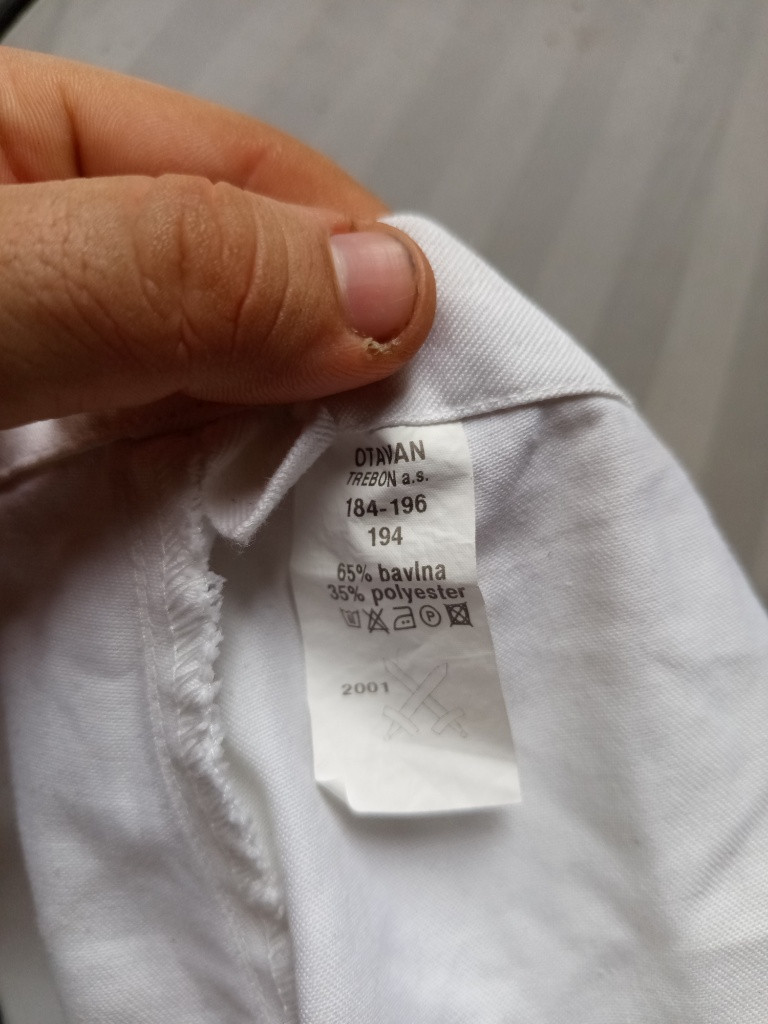 OTAVAN
TREBON a.s.
184-196
194
65% bavlna
35% polyester
P
2001